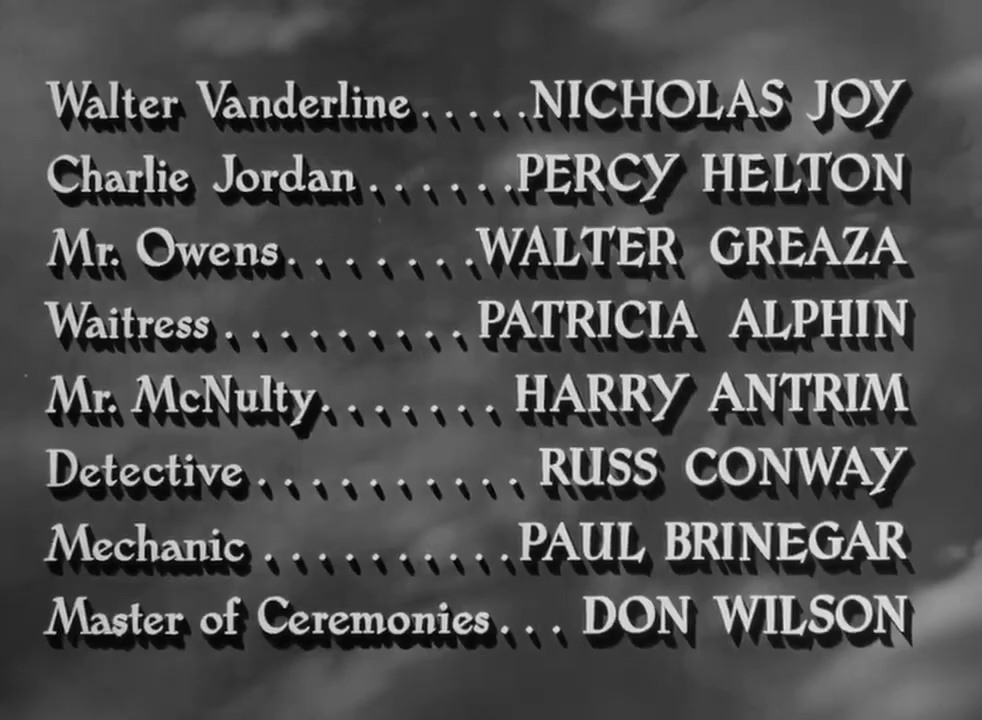 Walter Vanderline.....NICHOLAS JOY
Charlie Jordan......PERCY HELTON
Mr. Owens.......WALTER GREAZA
Waitress.........PATRICIA ALPHIN
Mr. McNulty....... HARRY ANTRIM
Detective........... RUSS CONWAY
Mechanic ..........PAUL BRINEGAR
Master of Ceremonies... DON WILSON